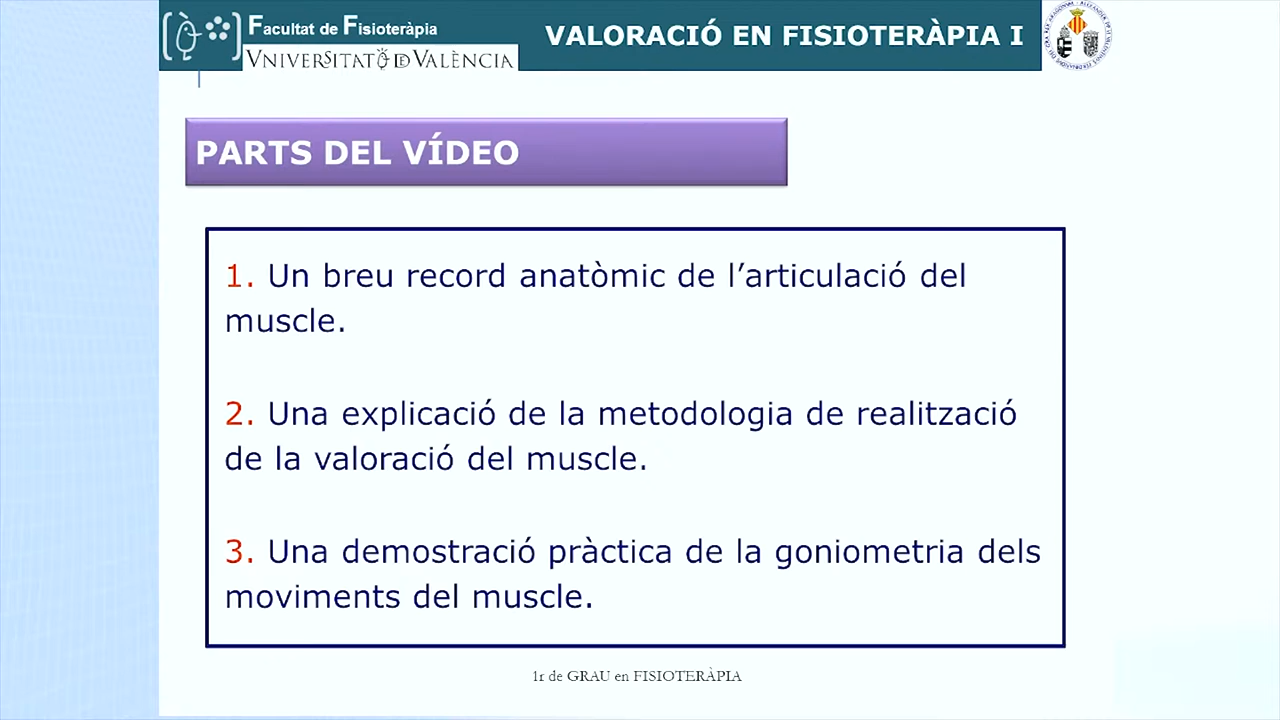 Facultat de Fisioteràpia
VNIVERSITAT DE VALÈNCIA
VALORACIÓ EN FISIOTERÀPIA I
PARTS DEL VÍDEO
1. Un breu record anatòmic de l’articulació del
muscle.
2. Una explicació de la metodologia de realització
de la valoració del muscle.
3. Una demostració pràctica de la goniometria dels
moviments del muscle.
1r de GRAU en FISIOTERÀPIA